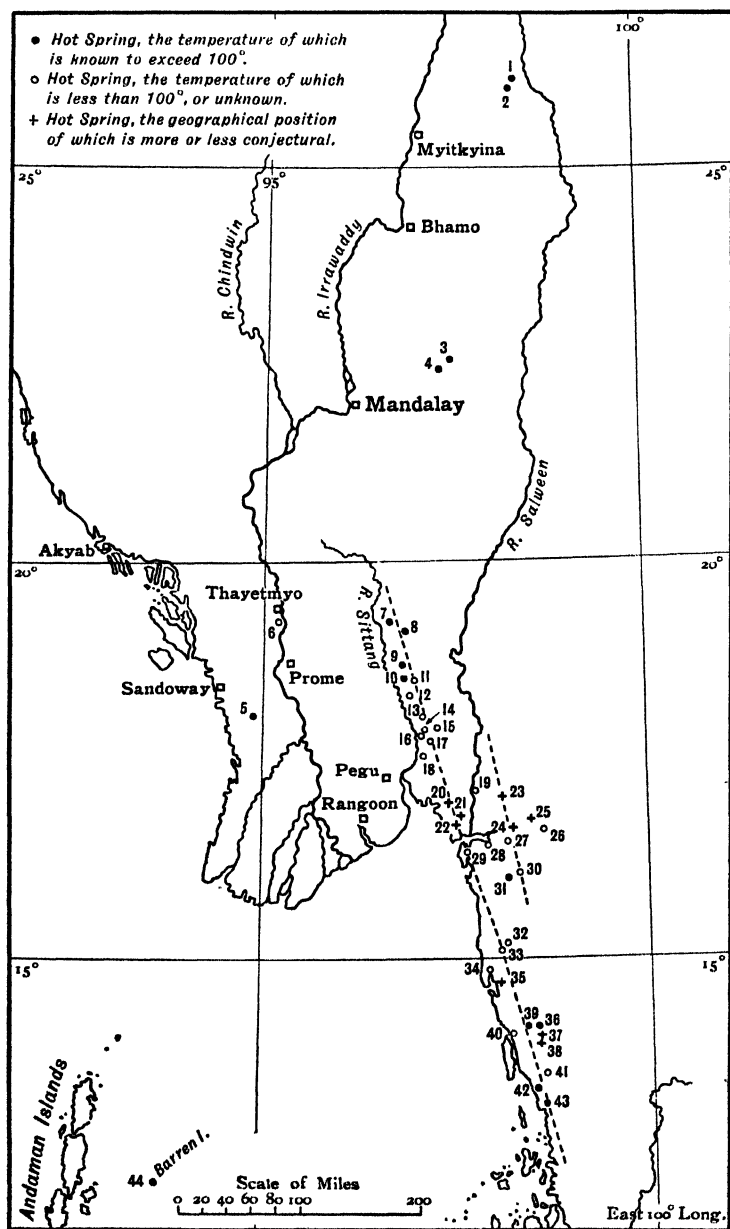 • Hot Spring, the temperature of which
is known to exceed 100°.
○ Hot Spring, the temperature of which
is less than 100°, or unknown.
+ Hot Spring, the geographical position
of which is more or less conjectural.
100°
1
2
Myitkyina
25°
95°
25°
R. Chindwin
R. Irrawaddy
Bhamo
3
4
Mandalay
R. Salween
Akyab
20°
20°
Thayetmyo
6
R. Sittang
7
8
9
Prome
10
11
Sandoway
12
5
13
14
15
16
17
18
Pegu
19
20
21
23
Rangoon
22
24
25
26
27
28
29
30
31
32
33
15°
34
35
15°
39
36
40
37
38
41
42
43
Andaman Islands
44
Barren I.
Scale of Miles
0 20 40 60 80 100 200
East 100° Long.